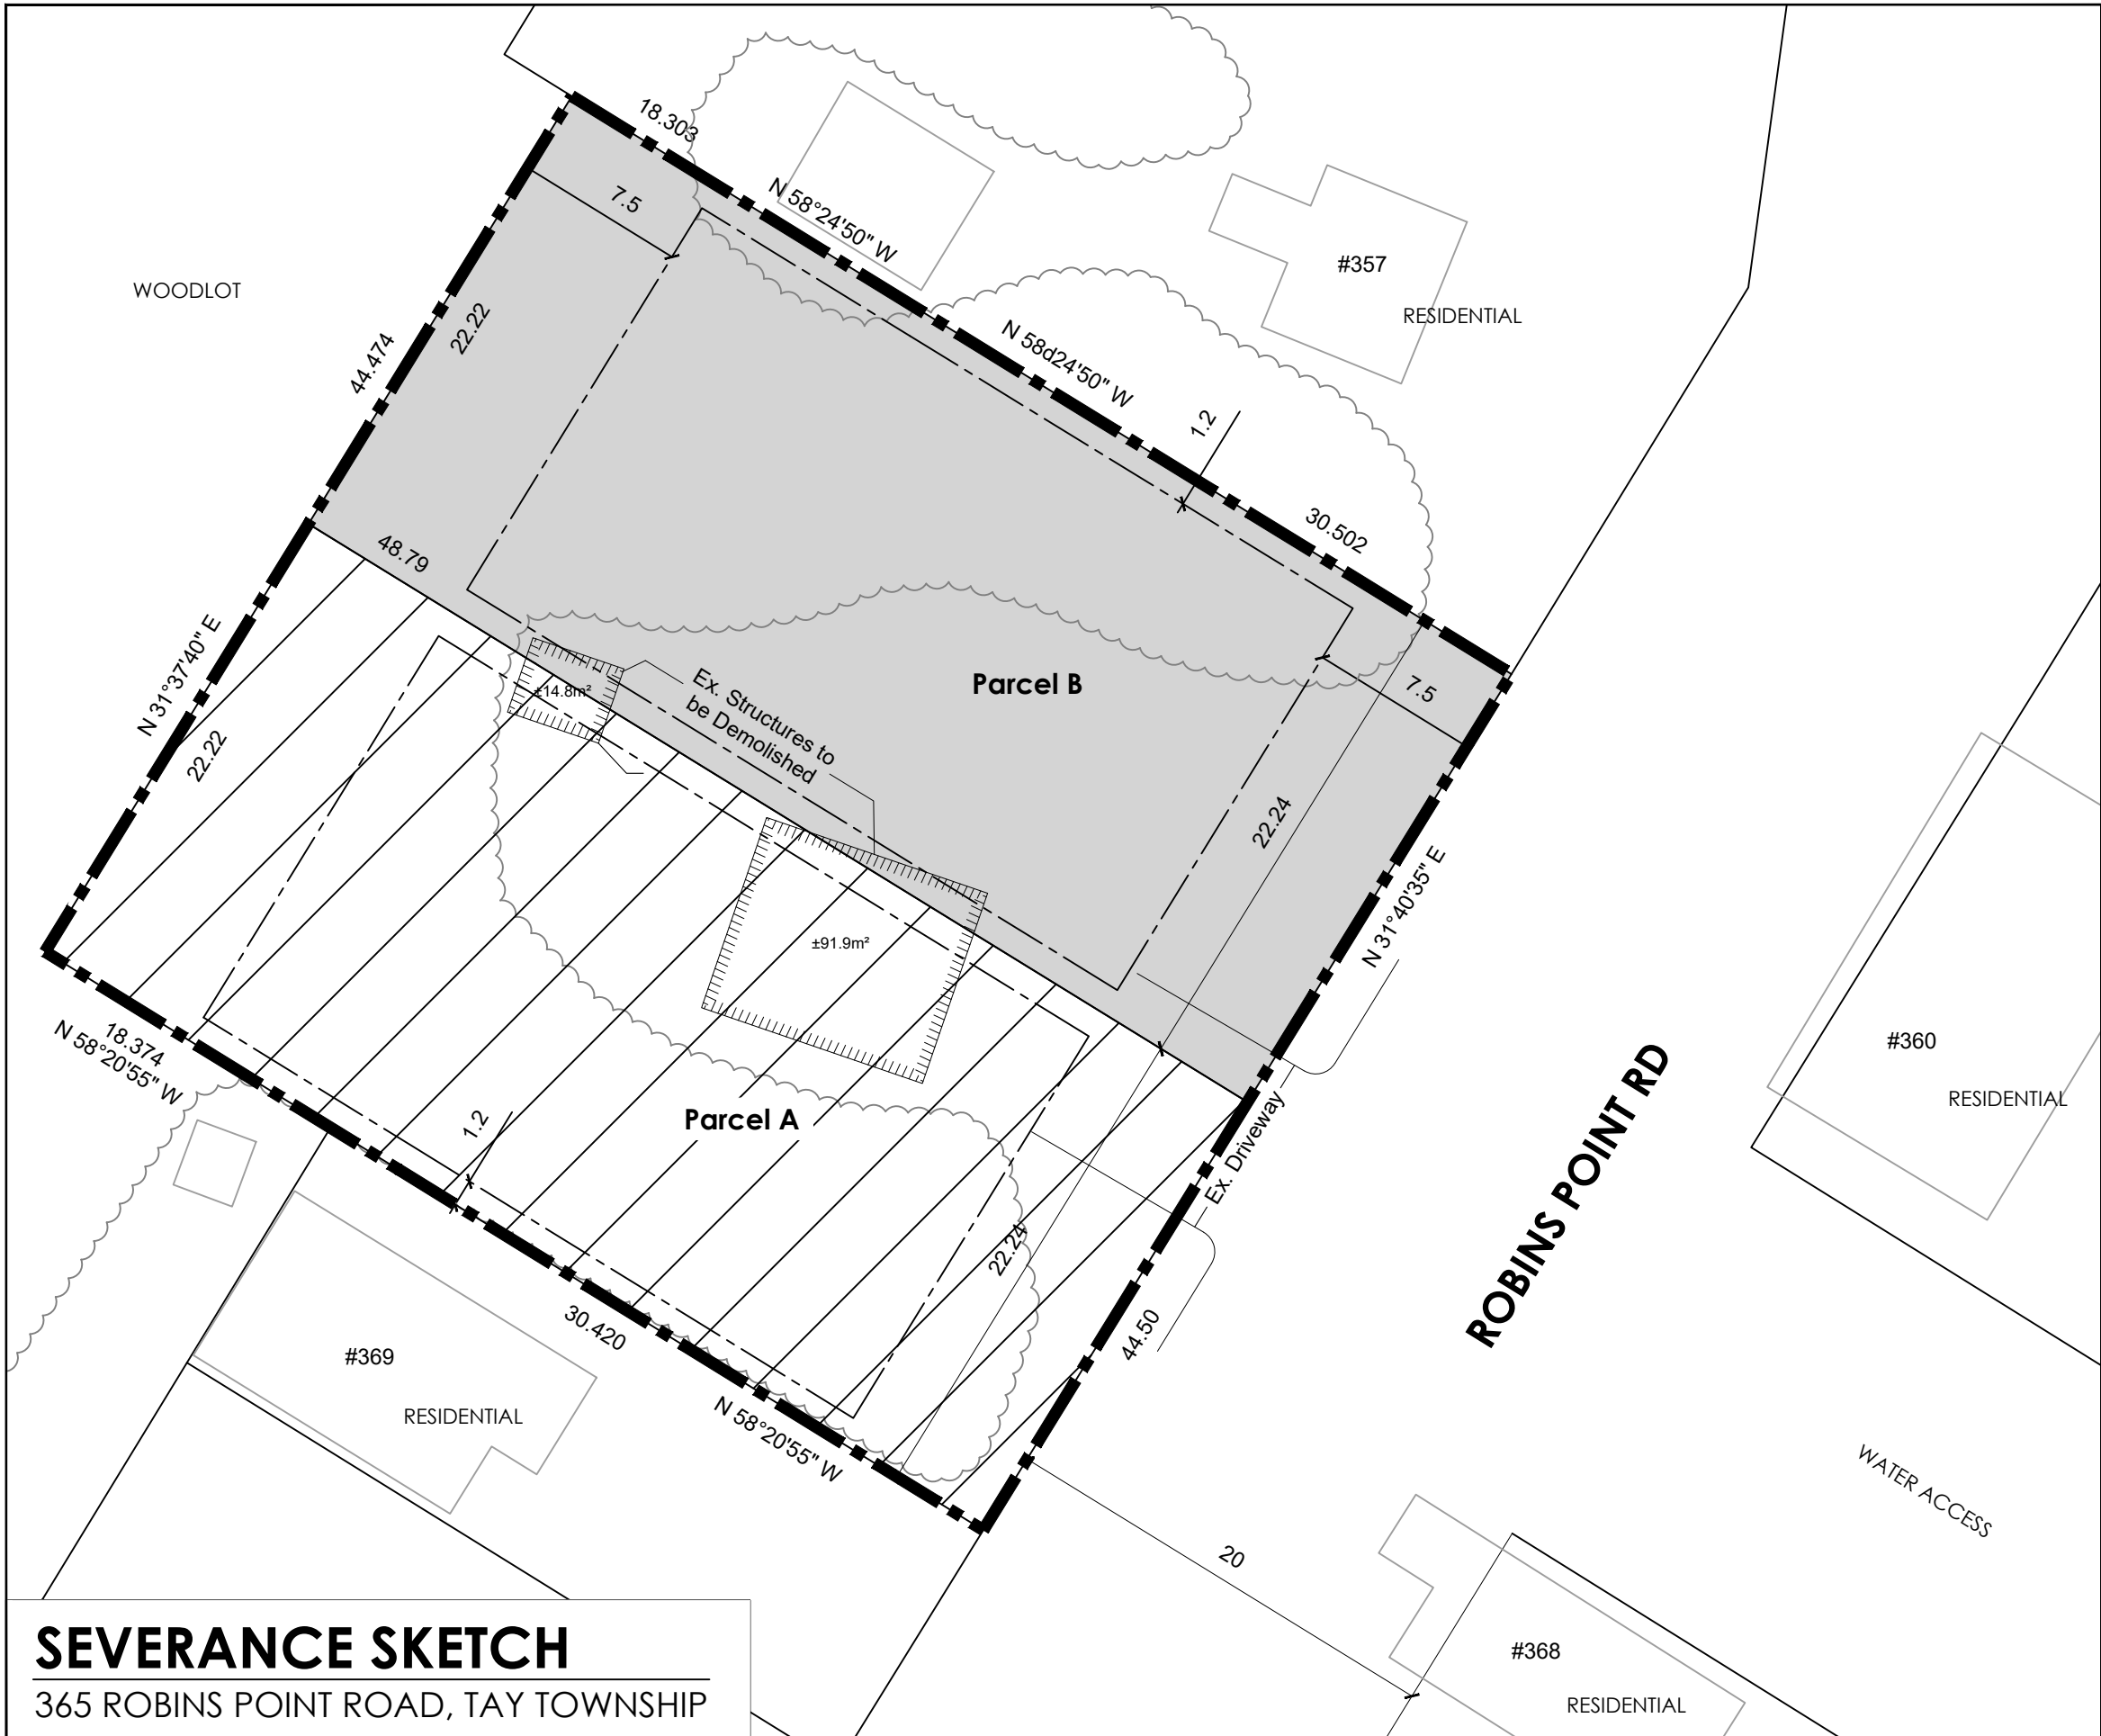 18.303
7.5
N 58°24'50" W
WOODLOT
#357
RESIDENTIAL
22.22
44.474
N 58d24'50" W
1.2
30.502
48.79
N 31°37'40" E
22.22
±14.8m²
Ex. Structures to
be Demolished
Parcel B
7.5
22.24
N 31°40'35" E
±91.9m²
18.374
N 58°20'55" W
1.2
Parcel A
Ex. Driveway
22.24
44.50
ROBINS POINT RD
#360
RESIDENTIAL
30.420
#369
RESIDENTIAL
N 58°20'55" W
20
WATER ACCESS
#368
RESIDENTIAL
SEVERANCE SKETCH
365 ROBINS POINT ROAD, TAY TOWNSHIP